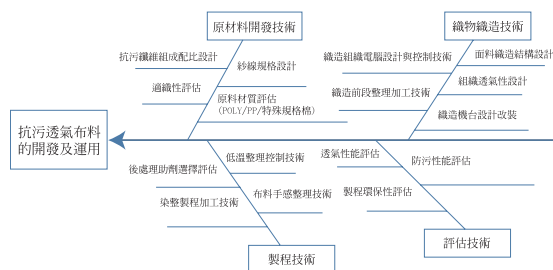 原材料開發技術
織物織造技術
抗污纖維組成配比設計
紗線規格設計
適織性評估
原料材質評估
(POLY/PP/特殊規格棉)
織造組織電腦設計與控制技術
面料織造結構設計
組織透氣性設計
織造前段整理加工技術
織造機台設計改裝
抗污透氣布料
的開發及運用
低溫整理控制技術
後處理助劑選擇評估
布料手感整理技術
染整製程加工技術
透氣性能評估
防污性能評估
製程環保性評估
製程技術
評估技術